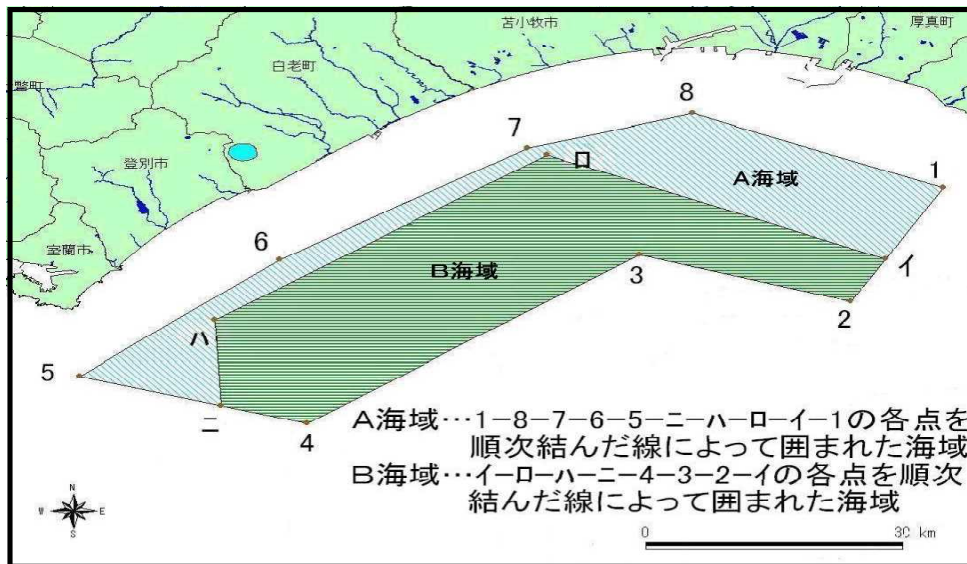 苫小牧市
厚真町
白老町
登別市
室蘭市
8
7
ロ
1
A海域
6
B海域
3
イ
ハ
2
5
ニ
4
A海域…1-8-7-6-5-ニ-ハ-ロ-イ-1の各点を
順次結んだ線によって囲まれた海域
B海域…イ-ロ-ハ-ニ-4-3-2-イの各点を順次
結んだ線によって囲まれた海域
N
W
E
S
0
30 km